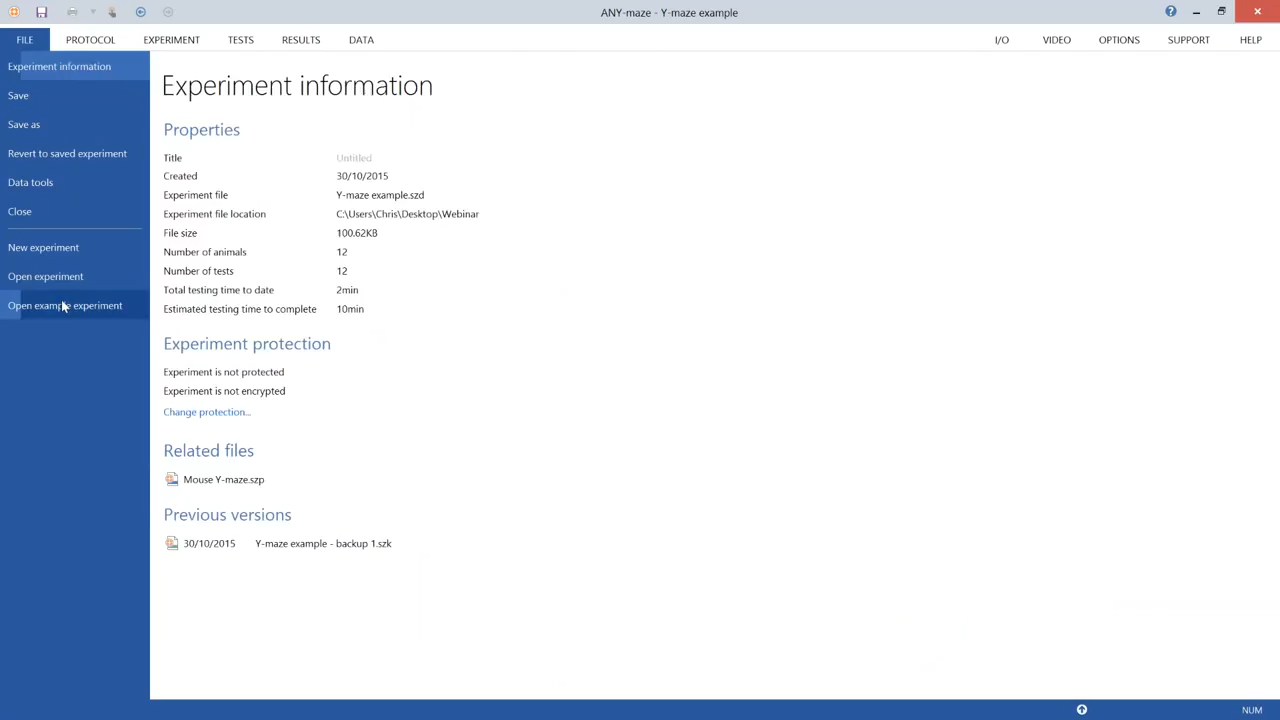 ANY-maze - Y-maze example
FILE PROTOCOL EXPERIMENT TESTS RESULTS DATA I/O VIDEO OPTIONS SUPPORT HELP
Experiment information
Save
Save as
Revert to saved experiment
Data tools
Close
New experiment
Open experiment
Open example experiment
Experiment information
Properties
Title Untitled
Created 30/10/2015
Experiment file Y-maze example.szd
Experiment file location C:\Users\Chris\Desktop\Webinar
File size 100.62KB
Number of animals 12
Number of tests 12
Total testing time to date 2min
Estimated testing time to complete 10min
Experiment protection
Experiment is not protected
Experiment is not encrypted
Change protection...
Related files
Mouse Y-maze.szp
Previous versions
30/10/2015 Y-maze example - backup 1.szk
NUM